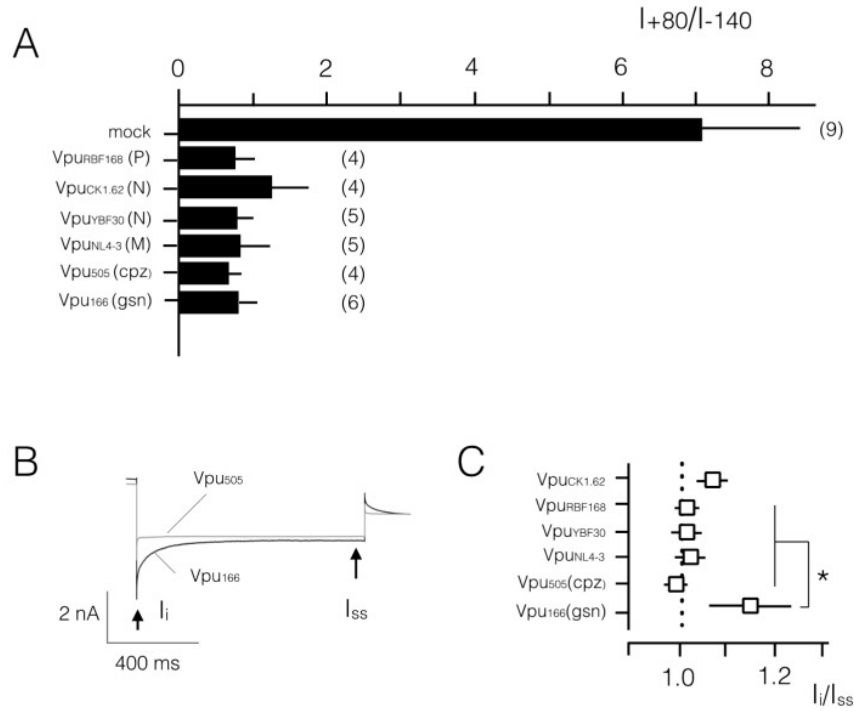 A
I+80/I-140
0 2 4 6 8
mock (9)
VpuRBF168 (P) (4)
VpuCK1.62 (N) (4)
VpuYBF30 (N) (5)
VpuNL4-3 (M) (5)
Vpu505 (cpz) (4)
Vpu166 (gsn) (6)
B
Vpu505
Vpu166
Ii
Iss
2 nA
400 ms
C
VpuCK1.62
VpuRBF168
VpuYBF30
VpuNL4-3
Vpu505(cpz)
Vpu166(gsn)
*
1.0 1.2
Ii/Iss